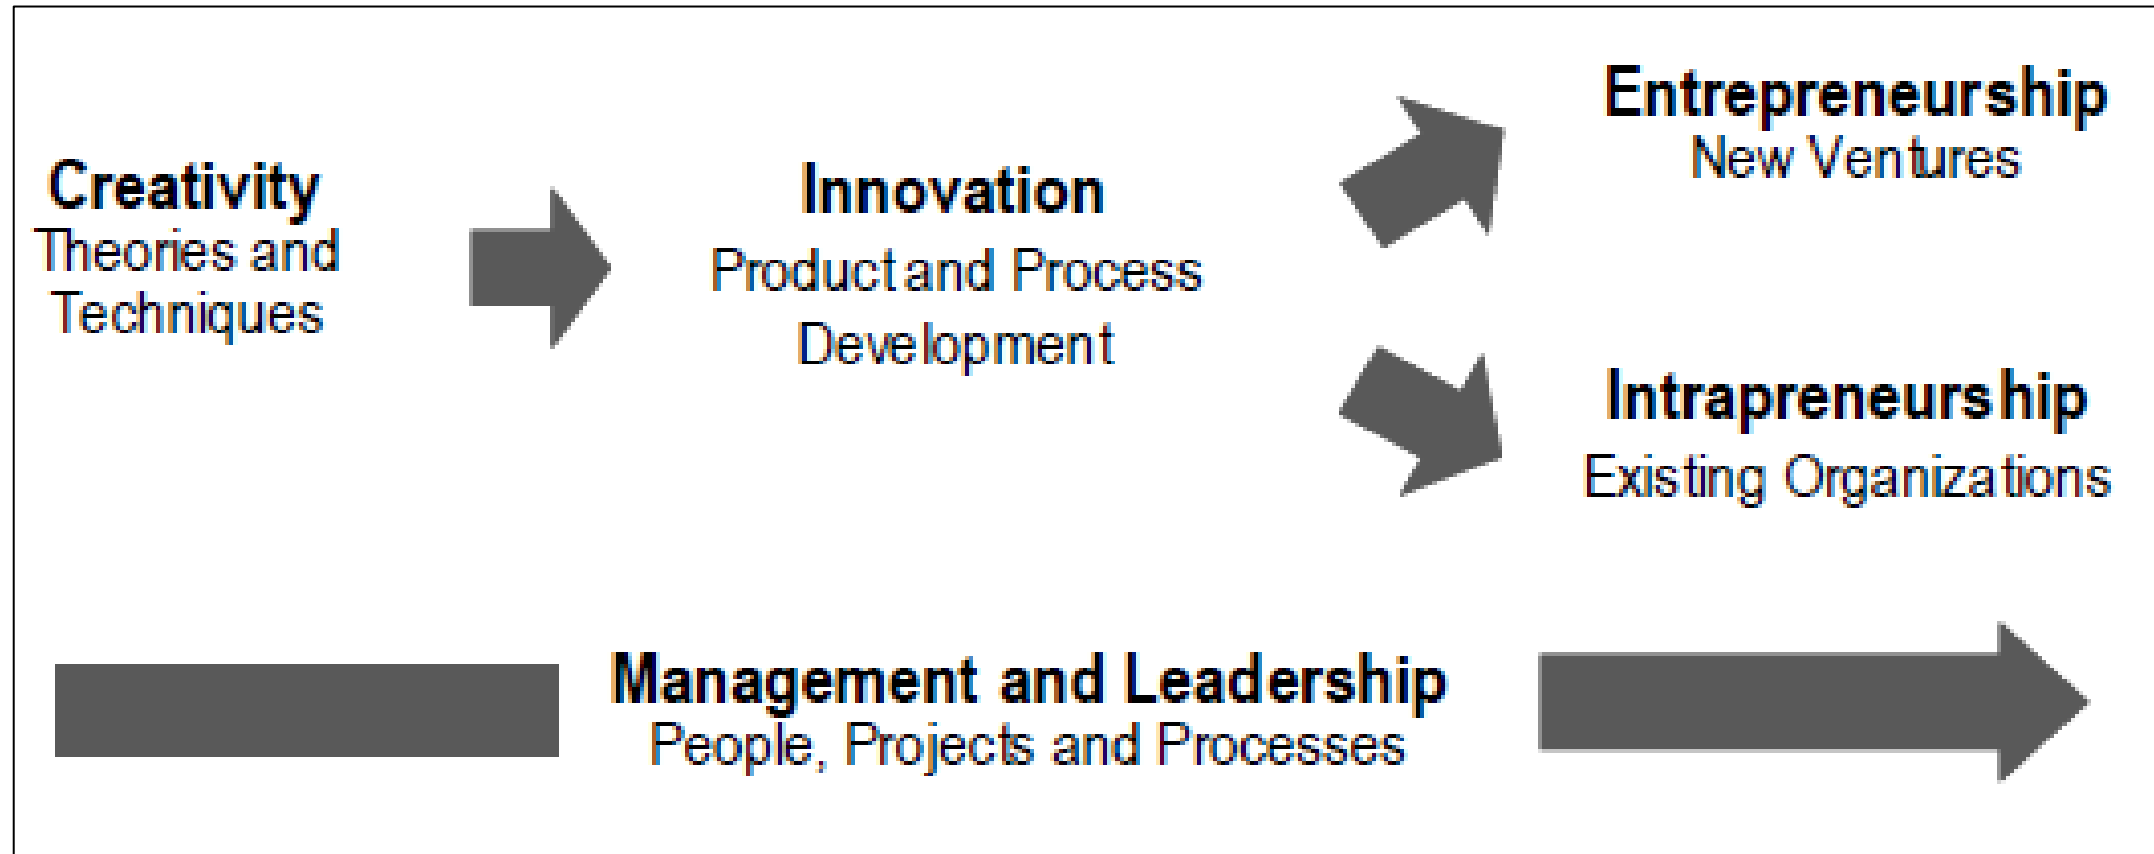 Creativity
Theories and
Techniques
Innovation
Product and Process
Development
Entrepreneurship
New Ventures
Intrapreneurship
Existing Organizations
Management and Leadership
People, Projects and Processes